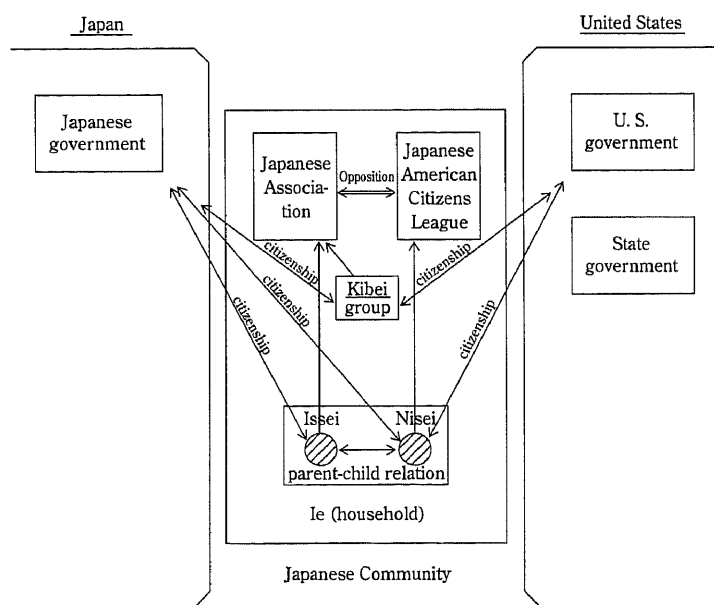 Japan
United States
Japanese
government
U. S.
government
State
government
Japanese
Associa-
tion
Opposition
Japanese
American
Citizens
League
Kibei
group
citizenship
citizenship
citizenship
citizenship
citizenship
Issei
Nisei
parent-child relation
Ie (household)
Japanese Community